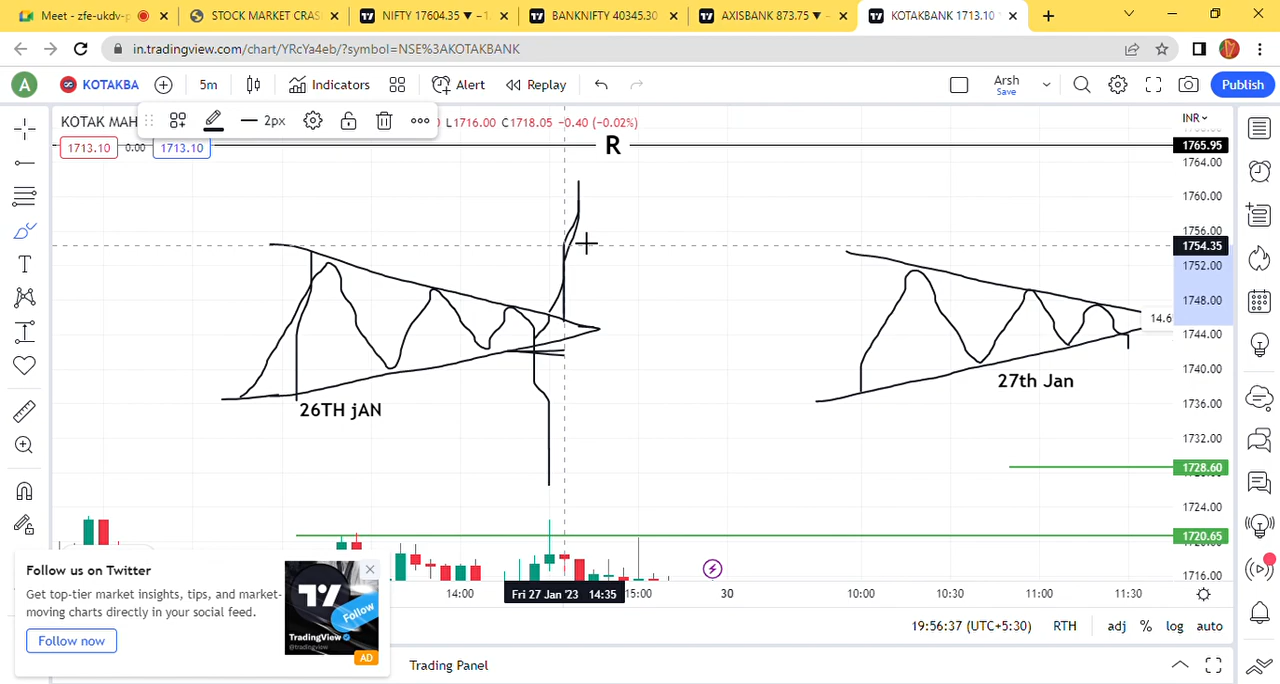 Meet - zfe-ukdv-p
STOCK MARKET CRAS
NIFTY 17604.35 ▼ −1.
BANKNIFTY 40345.30
AXISBANK 873.75 ▼ −
KOTAKBANK 1713.10
in.tradingview.com/chart/YRcYa4eb/?symbol=NSE%3AKOTAKBANK
A
KOTAKBA
5m
Indicators
Alert
Replay
Arsh
Save
Publish
2px
KOTAK MAH
L1716.00 C1718.05 −0.40 (−0.02%)
INR
1713.10
0.00
1713.10
R
1765.95
1764.00
1760.00
1756.00
1754.35
1752.00
1748.00
14.6
1744.00
1740.00
1736.00
1732.00
1728.60
1724.00
1720.65
1716.00
26TH jAN
27th Jan
14:00
Fri 27 Jan '23 14:35
15:00
30
10:00
10:30
11:00
11:30
Follow us on Twitter
Get top-tier market insights, tips, and market-
moving charts directly in your social feed.
Follow now
Follow
TradingView
@tradingview
AD
19:56:37 (UTC+5:30)
RTH
adj
%
log
auto
Trading Panel